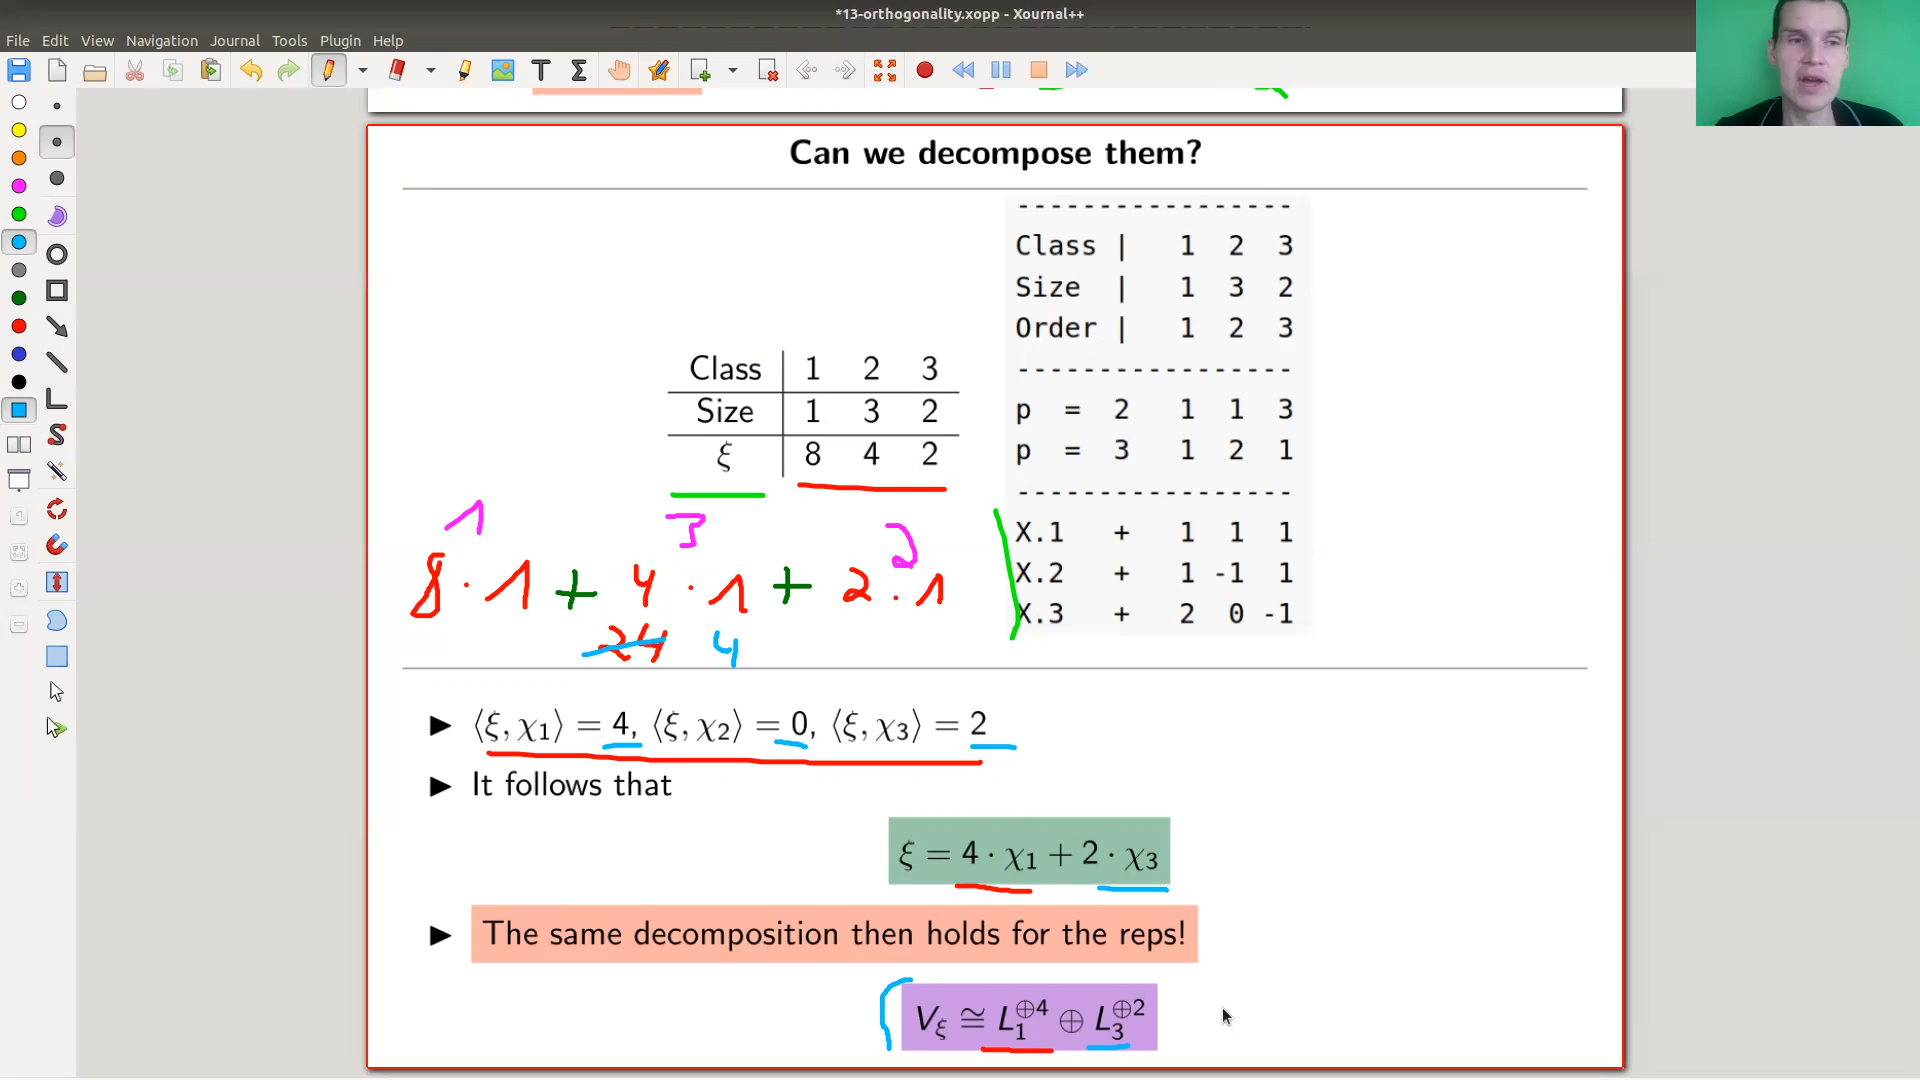 *13-orthogonality.xopp - Xournal++
File Edit View Navigation Journal Tools Plugin Help
Can we decompose them?
-----------------
Class | 1 2 3
Size | 1 3 2
Order | 1 2 3
-----------------
p = 2 1 1 3
p = 3 1 2 1
-----------------
X.1 + 1 1 1
X.2 + 1 -1 1
X.3 + 2 0 -1
Class 1 2 3
Size 1 3 2
ξ 8 4 2
1 3 2
8 · 1 + 4 · 1 + 2 · 1
24 4
▶ ⟨ξ, χ₁⟩ = 4, ⟨ξ, χ₂⟩ = 0, ⟨ξ, χ₃⟩ = 2
▶ It follows that
ξ = 4 · χ₁ + 2 · χ₃
▶ The same decomposition then holds for the reps!
V_ξ ≅ L₁^{⊕4} ⊕ L₃^{⊕2}